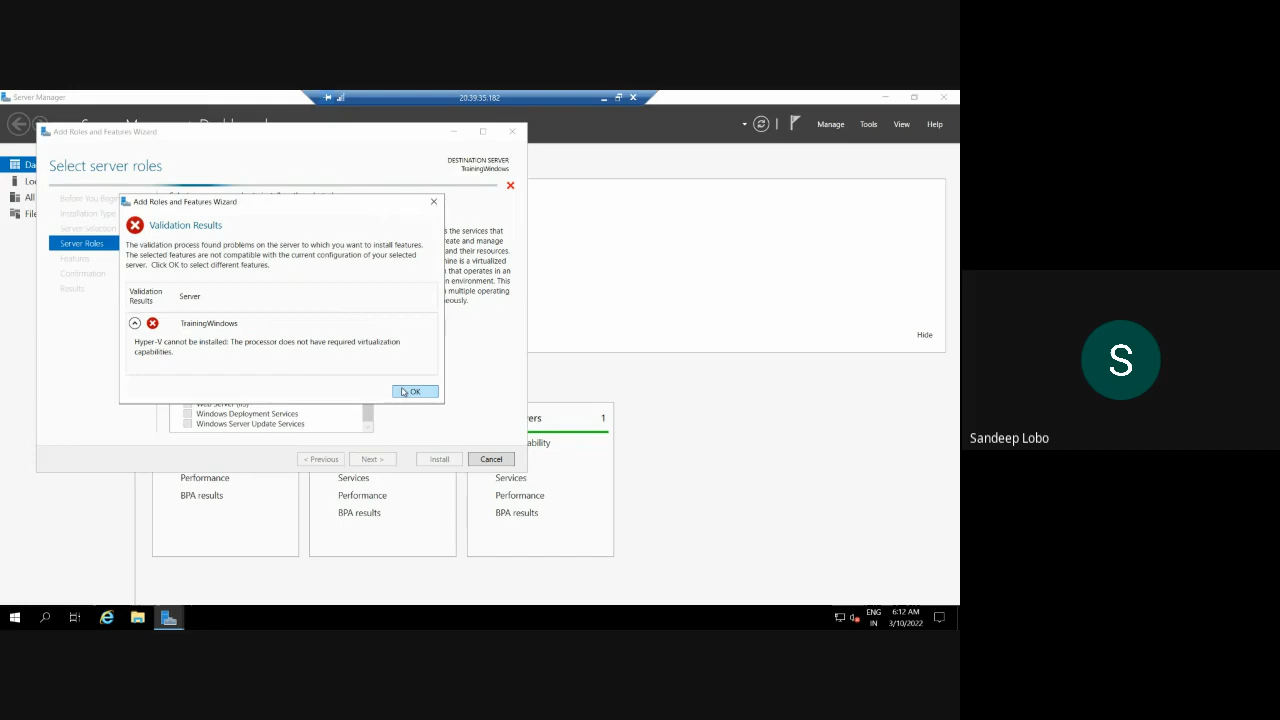 Server Manager
20.39.35.182
Manage
Tools
View
Help
Add Roles and Features Wizard
Select server roles
DESTINATION SERVER
TrainingWindows
Before You Begin
Installation Type
Server Selection
Server Roles
Features
Confirmation
Results
Add Roles and Features Wizard
Validation Results
The validation process found problems on the server to which you want to install features.
The selected features are not compatible with the current configuration of your selected
server. Click OK to select different features.
Validation
Results
Server
TrainingWindows
Hyper-V cannot be installed: The processor does not have required virtualization
capabilities.
OK
s the services that
create and manage
and their resources.
hine is a virtualized
that operates in an
n environment. This
multiple operating
neously.
Web Server (IIS)
Windows Deployment Services
Windows Server Update Services
< Previous
Next >
Install
Cancel
Hide
1
Performance
BPA results
Services
Performance
BPA results
Services
Performance
BPA results
ENG
IN
6:12 AM
3/10/2022
S
Sandeep Lobo